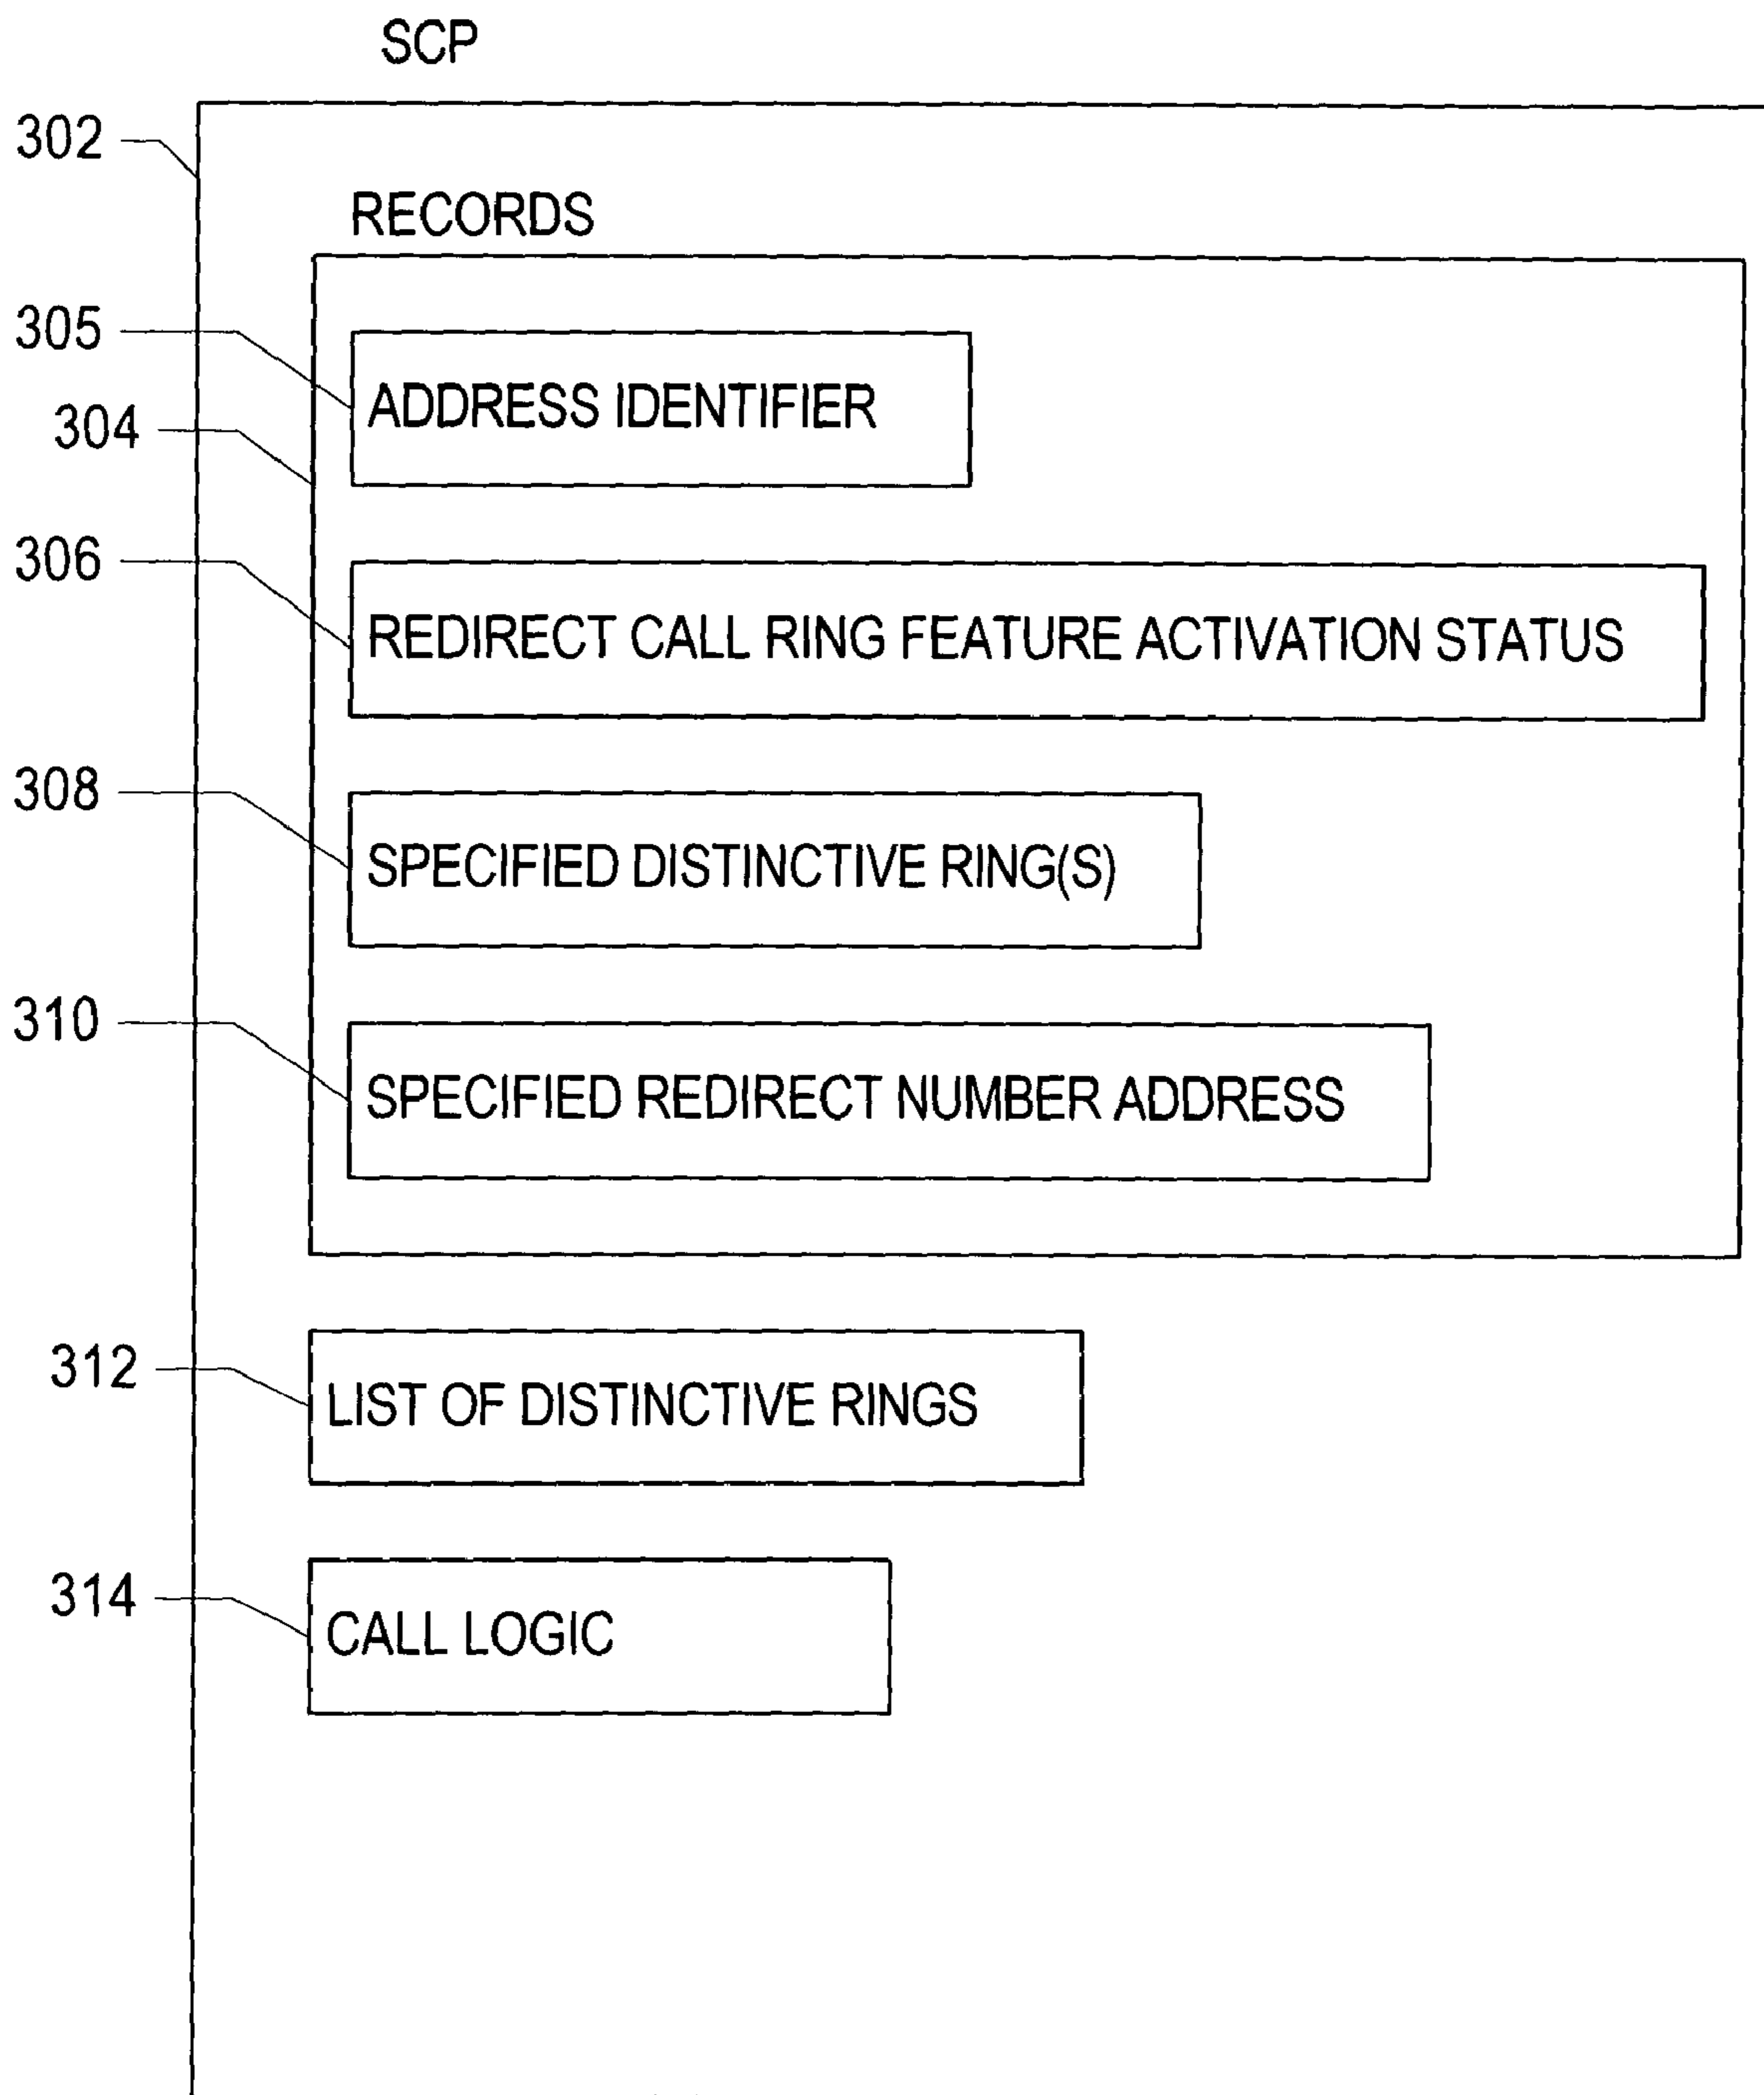 SCP
302
RECORDS
305
ADDRESS IDENTIFIER
304
306
REDIRECT CALL RING FEATURE ACTIVATION STATUS
308
SPECIFIED DISTINCTIVE RING(S)
310
SPECIFIED REDIRECT NUMBER ADDRESS
312
LIST OF DISTINCTIVE RINGS
314
CALL LOGIC